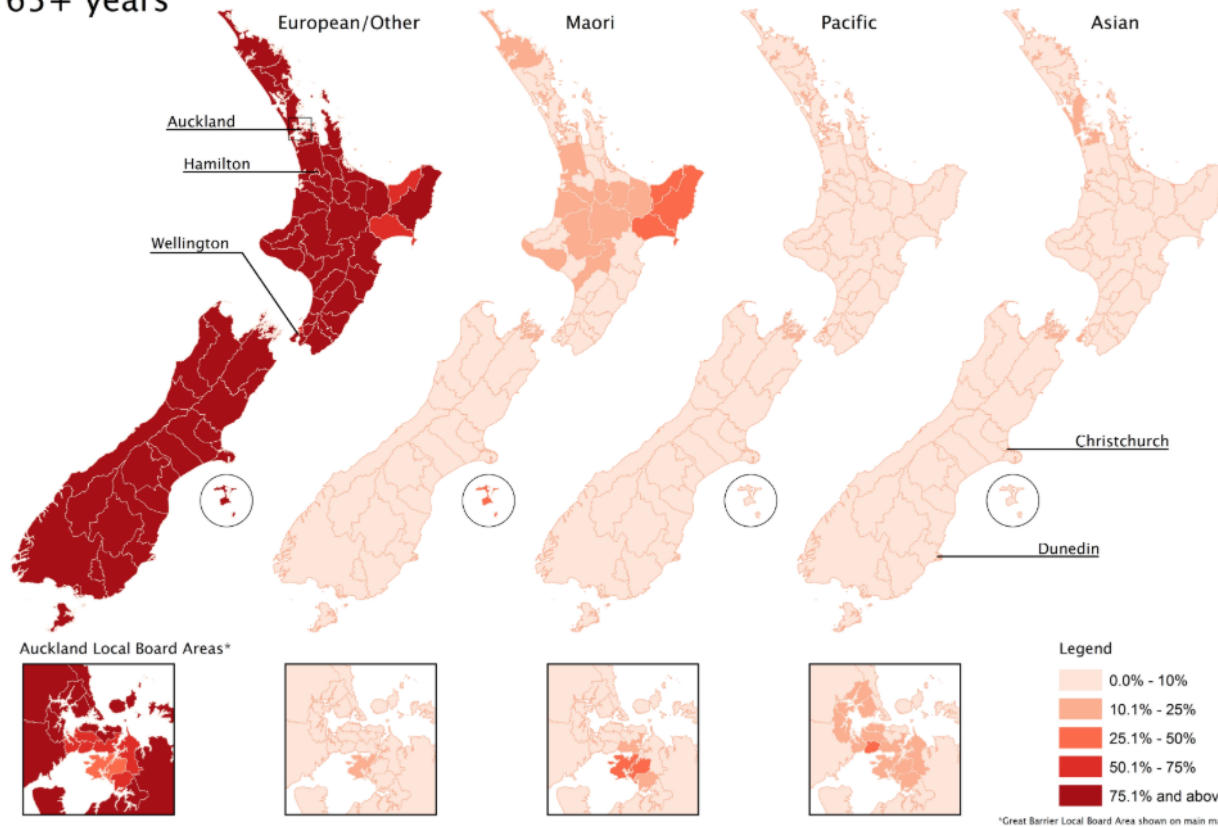 65+ years
European/Other
Maori
Pacific
Asian
Auckland
Hamilton
Wellington
Christchurch
Dunedin
Auckland Local Board Areas*
Legend
0.0% - 10%
10.1% - 25%
25.1% - 50%
50.1% - 75%
75.1% and above
*Great Barrier Local Board Area shown on main m